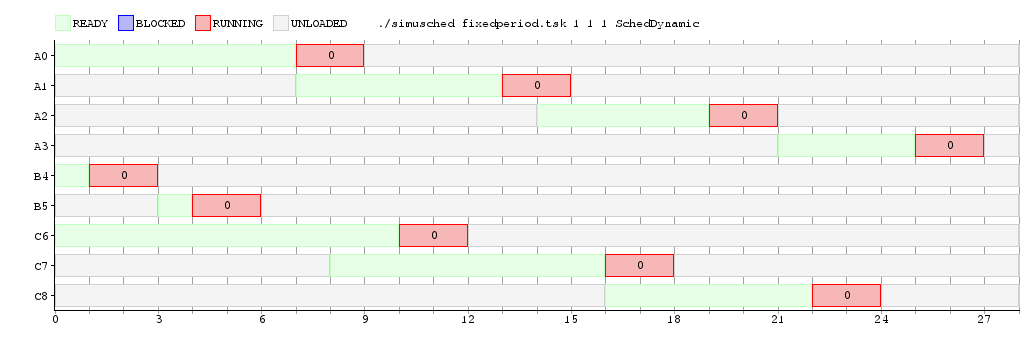 READY BLOCKED RUNNING UNLOADED ./simusched fixedperiod.tsk 1 1 1 SchedDynamic
A0 0
A1 0
A2 0
A3 0
B4 0
B5 0
C6 0
C7 0
C8 0
0 3 6 9 12 15 18 21 24 27